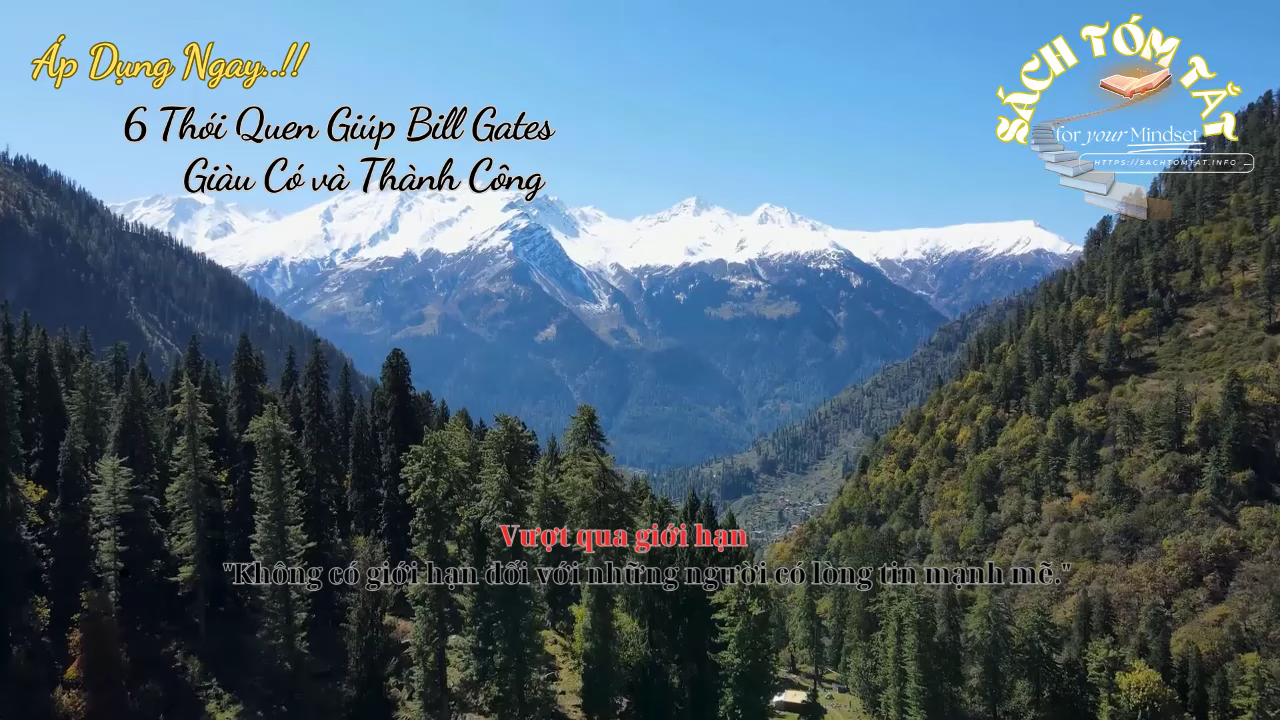 Áp Dụng Ngay..!!
6 Thói Quen Giúp Bill Gates
Giàu Có và Thành Công
SÁCH TÓM TẮT
for your Mindset
HTTPS://SACHTOMTAT.INFO
Vượt qua giới hạn
"Không có giới hạn đối với những người có lòng tin mạnh mẽ."